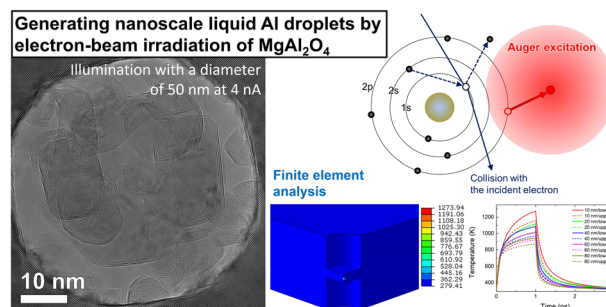 Generating nanoscale liquid Al droplets by
electron-beam irradiation of MgAl₂O₄
Illumination with a diameter
of 50 nm at 4 nA
10 nm
Auger excitation
2p
2s
1s
Collision with
the incident electron
Finite element
analysis
1273.94
1191.06
1108.18
1025.30
942.43
859.55
776.67
693.79
610.92
528.04
445.16
362.29
279.41
Temperature (K)
1200
1000
800
600
400
0
1
2
10 nm/low
10 nm/upp
20 nm/low
20 nm/upp
40 nm/low
40 nm/upp
60 nm/low
60 nm/upp
80 nm/low
80 nm/upp